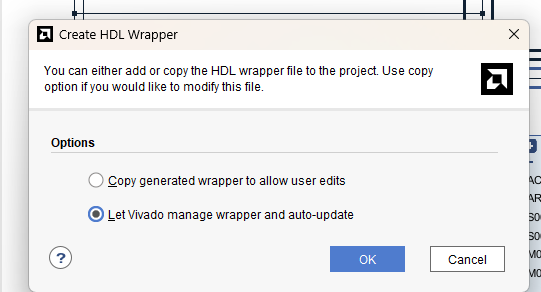 Create HDL Wrapper
You can either add or copy the HDL wrapper file to the project. Use copy
option if you would like to modify this file.
Options
Copy generated wrapper to allow user edits
Let Vivado manage wrapper and auto-update
?
OK
Cancel